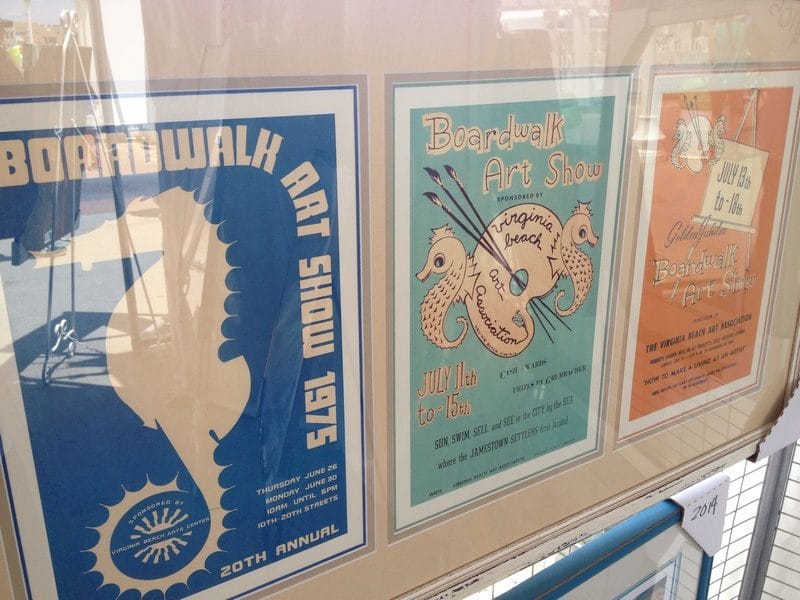 BOARDWALK
ART SHOW 1975
THURSDAY JUNE 26
MONDAY JUNE 30
10AM UNTIL 6PM
10TH-20TH STREETS
SPONSORED BY
VIRGINIA BEACH ARTS CENTER
20TH ANNUAL
Boardwalk
Art Show
SPONSORED BY
Virginia
beach
art
association
JULY 11th
to-15th
CASH AWARDS
PRIZES BY GRUMBACHER
SUN, SWIM, SELL and SEE in the CITY by the SEA
where the JAMESTOWN SETTLERS first landed
WRITE
VIRGINIA BEACH ART ASSOCIATION
JULY 13th
to-18th
Golden Jubilee
Boardwalk
Art Show
THE VIRGINIA BEACH ART ASSOCIATION
"HOW TO MAKE A LIVING AS AN ARTIST"
2014